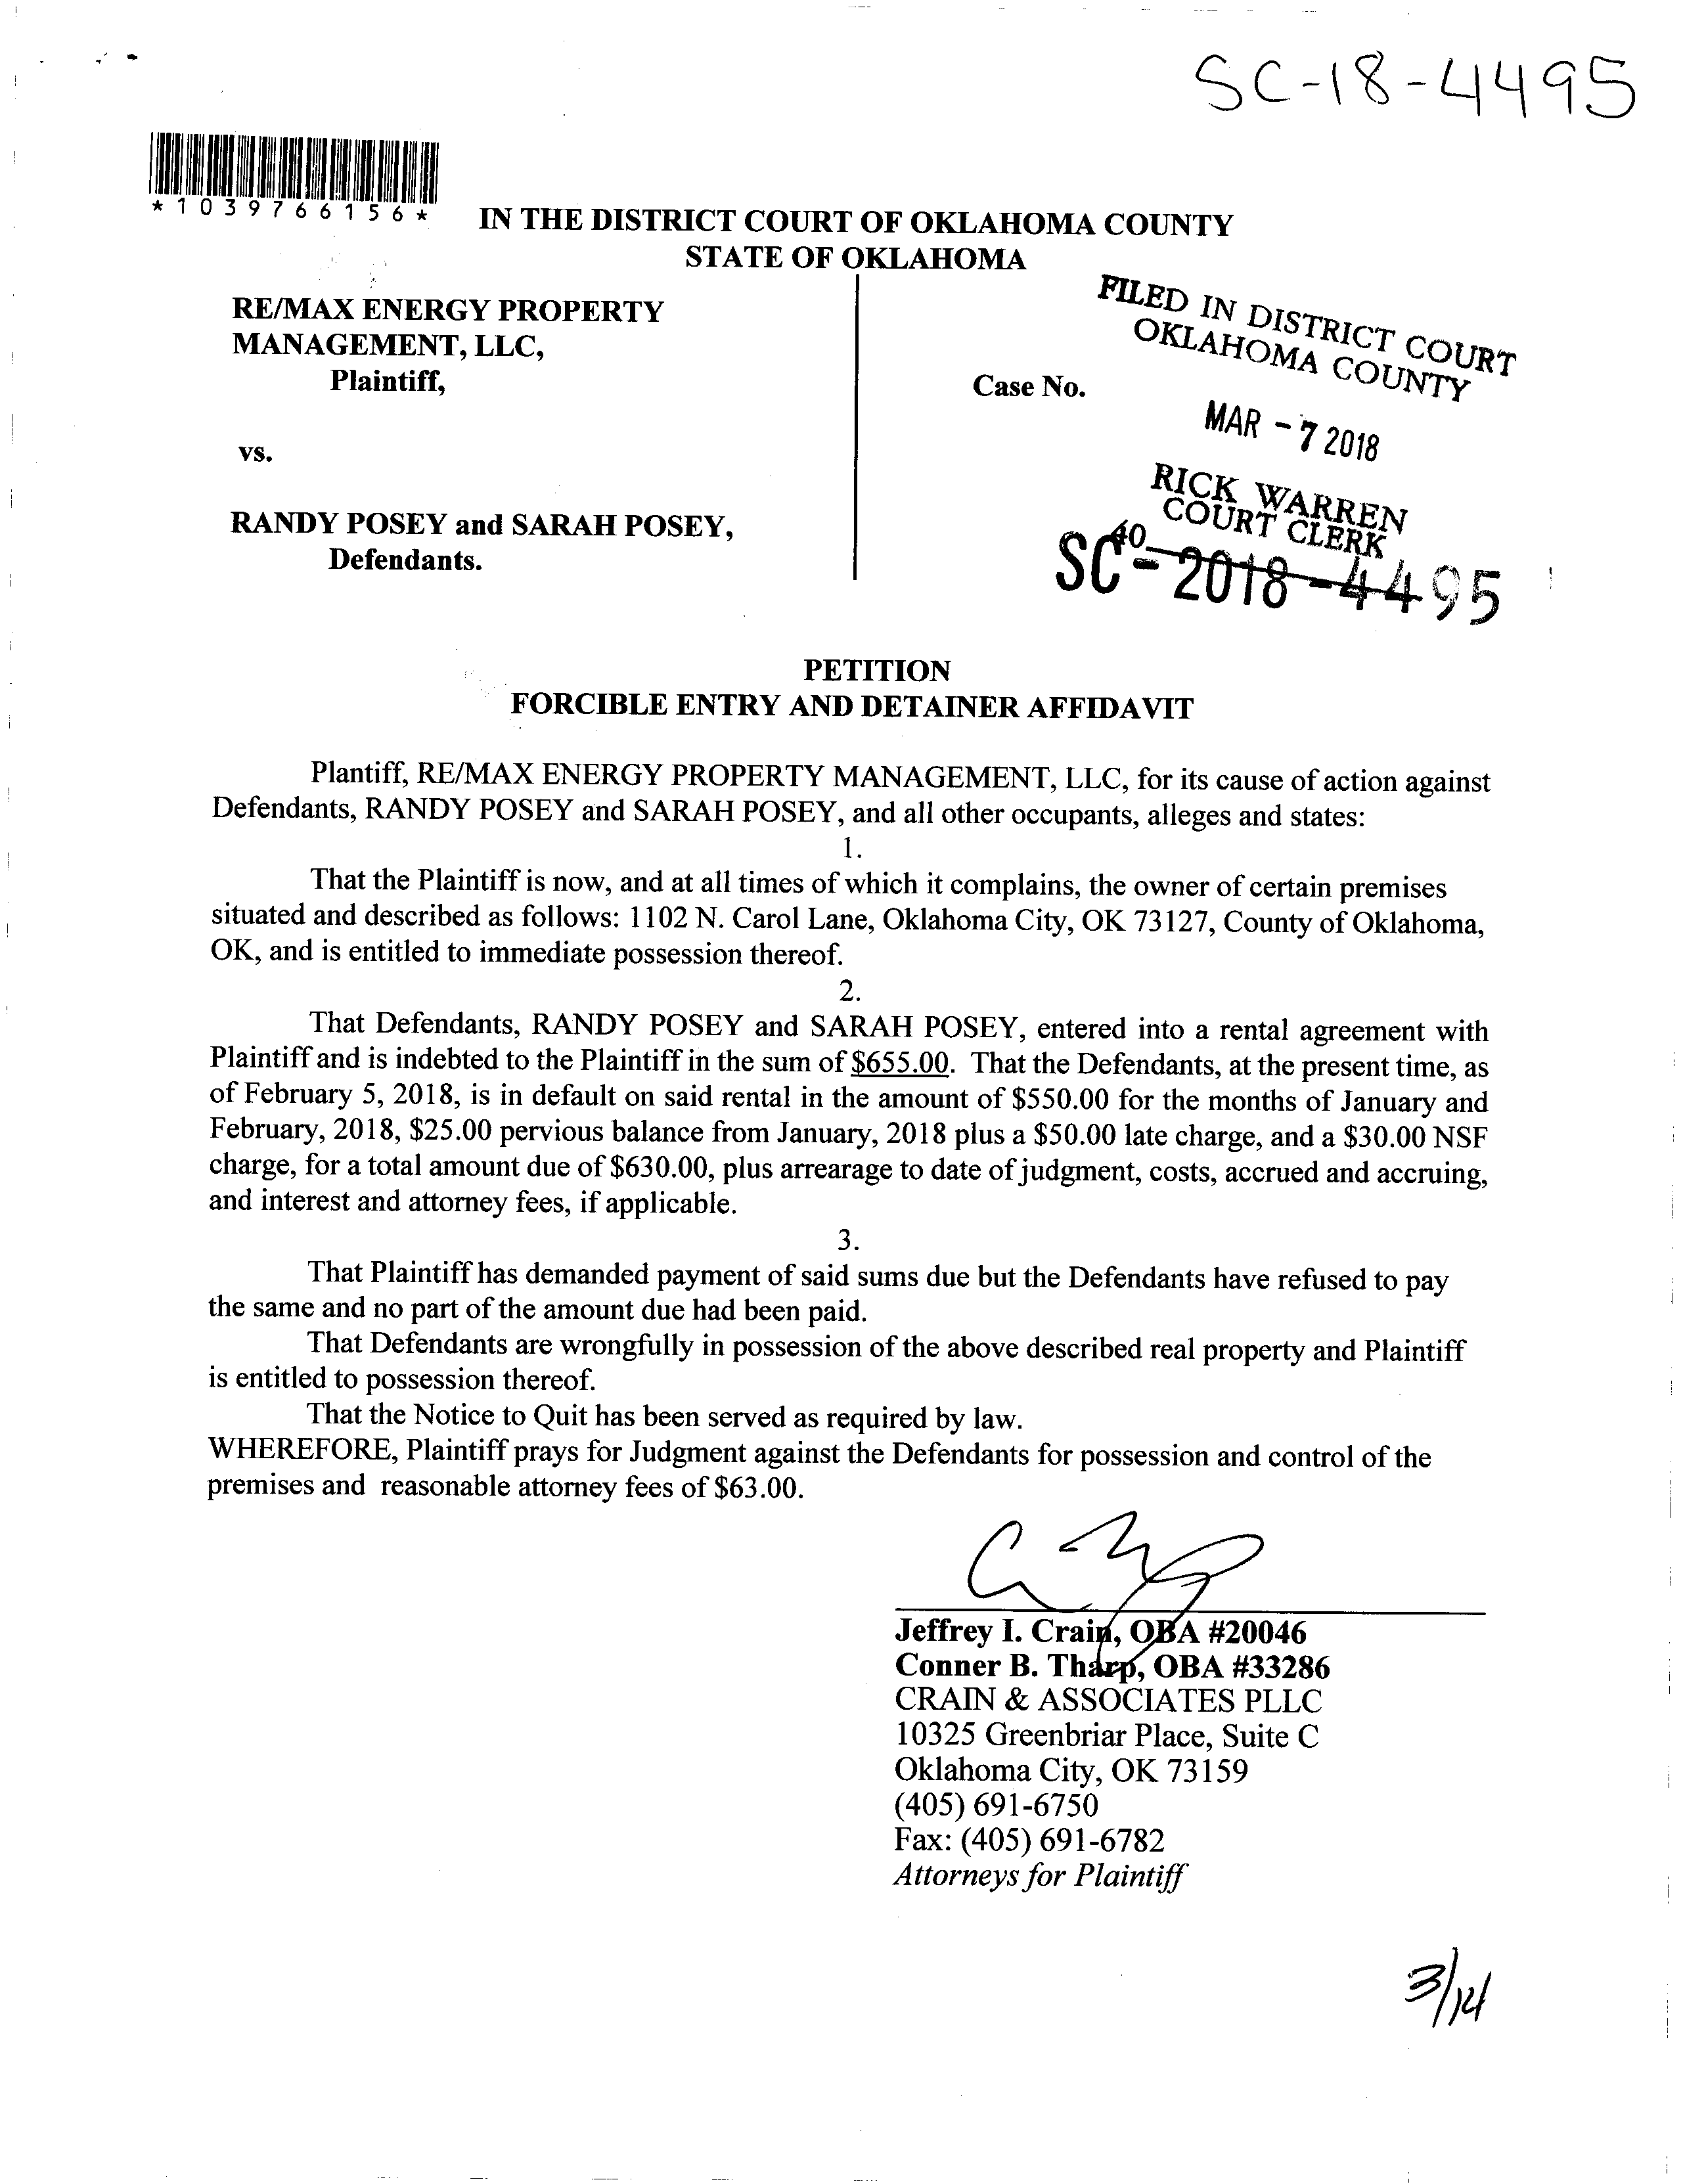 SC-18-4495
*1039766156*
IN THE DISTRICT COURT OF OKLAHOMA COUNTY
STATE OF OKLAHOMA
RE/MAX ENERGY PROPERTY
MANAGEMENT, LLC,
Plaintiff,
vs.
RANDY POSEY and SARAH POSEY,
Defendants.
Case No.
FILED IN DISTRICT COURT
OKLAHOMA COUNTY
MAR - 7 2018
RICK WARREN
COURT CLERK
40
SC - 2018 - 4495
PETITION
FORCIBLE ENTRY AND DETAINER AFFIDAVIT
Plantiff, RE/MAX ENERGY PROPERTY MANAGEMENT, LLC, for its cause of action against
Defendants, RANDY POSEY and SARAH POSEY, and all other occupants, alleges and states:
1.
That the Plaintiff is now, and at all times of which it complains, the owner of certain premises
situated and described as follows: 1102 N. Carol Lane, Oklahoma City, OK 73127, County of Oklahoma,
OK, and is entitled to immediate possession thereof.
2.
That Defendants, RANDY POSEY and SARAH POSEY, entered into a rental agreement with
Plaintiff and is indebted to the Plaintiff in the sum of $655.00. That the Defendants, at the present time, as
of February 5, 2018, is in default on said rental in the amount of $550.00 for the months of January and
February, 2018, $25.00 pervious balance from January, 2018 plus a $50.00 late charge, and a $30.00 NSF
charge, for a total amount due of $630.00, plus arrearage to date of judgment, costs, accrued and accruing,
and interest and attorney fees, if applicable.
3.
That Plaintiff has demanded payment of said sums due but the Defendants have refused to pay
the same and no part of the amount due had been paid.
That Defendants are wrongfully in possession of the above described real property and Plaintiff
is entitled to possession thereof.
That the Notice to Quit has been served as required by law.
WHEREFORE, Plaintiff prays for Judgment against the Defendants for possession and control of the
premises and reasonable attorney fees of $63.00.
Jeffrey I. Crain, OBA #20046
Conner B. Tharp, OBA #33286
CRAIN & ASSOCIATES PLLC
10325 Greenbriar Place, Suite C
Oklahoma City, OK 73159
(405) 691-6750
Fax: (405) 691-6782
Attorneys for Plaintiff
3/14